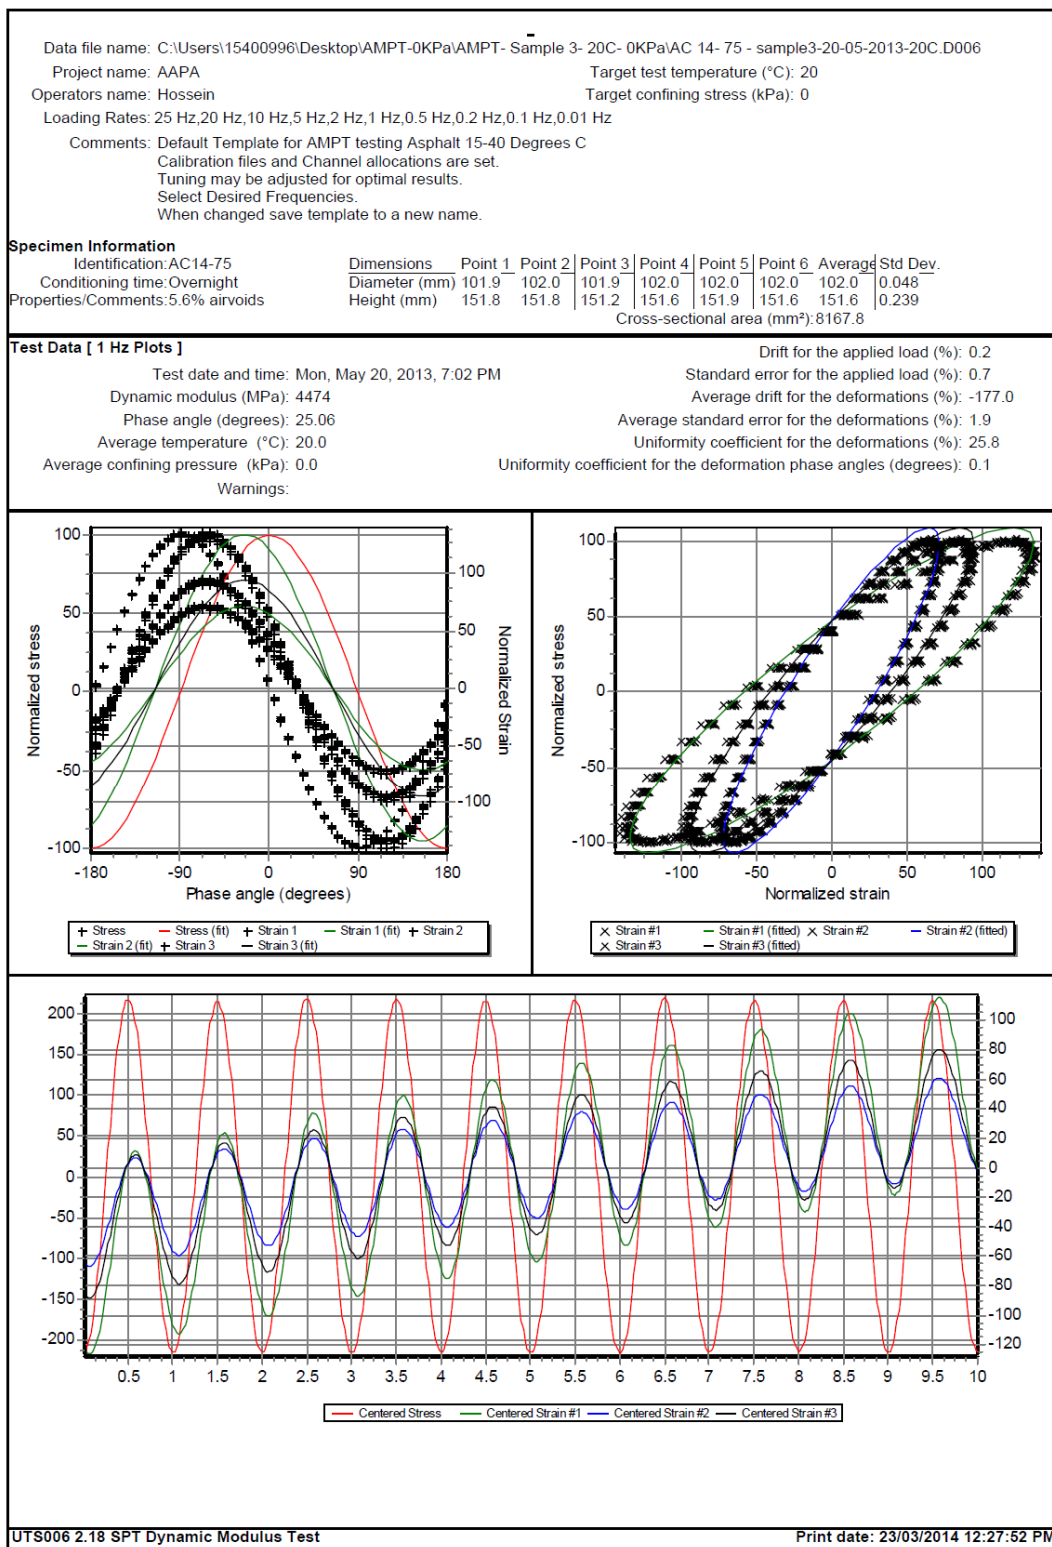 Data file name: C:\Users\15400996\Desktop\AMPT-0KPa\AMPT- Sample 3- 20C- 0KPa\AC 14- 75 - sample3-20-05-2013-20C.D006
Project name: AAPA Target test temperature (°C): 20
Operators name: Hossein Target confining stress (kPa): 0
Loading Rates: 25 Hz,20 Hz,10 Hz,5 Hz,2 Hz,1 Hz,0.5 Hz,0.2 Hz,0.1 Hz,0.01 Hz
Comments: Default Template for AMPT testing Asphalt 15-40 Degrees C
Calibration files and Channel allocations are set.
Tuning may be adjusted for optimal results.
Select Desired Frequencies.
When changed save template to a new name.
Specimen Information
Identification: AC14-75 Dimensions Point 1 Point 2 Point 3 Point 4 Point 5 Point 6 Average Std Dev.
Conditioning time: Overnight Diameter (mm) 101.9 102.0 101.9 102.0 102.0 102.0 102.0 0.048
Properties/Comments: 5.6% airvoids Height (mm) 151.8 151.8 151.2 151.6 151.9 151.6 151.6 0.239
Cross-sectional area (mm²): 8167.8
Test Data [ 1 Hz Plots ] Drift for the applied load (%): 0.2
Test date and time: Mon, May 20, 2013, 7:02 PM Standard error for the applied load (%): 0.7
Dynamic modulus (MPa): 4474 Average drift for the deformations (%): -177.0
Phase angle (degrees): 25.06 Average standard error for the deformations (%): 1.9
Average temperature (°C): 20.0 Uniformity coefficient for the deformations (%): 25.8
Average confining pressure (kPa): 0.0 Uniformity coefficient for the deformation phase angles (degrees): 0.1
Warnings:
Normalized stress
100
50
0
-50
-100
-180 -90 0 90 180
Phase angle (degrees)
100
50
0
-50
-100
Normalized Strain
Stress Stress (fit) Strain 1 Strain 1 (fit) Strain 2
Strain 2 (fit) Strain 3 Strain 3 (fit)
Normalized stress
100
50
0
-50
-100
-100 -50 0 50 100
Normalized strain
Strain #1 Strain #1 (fitted) Strain #2 Strain #2 (fitted)
Strain #3 Strain #3 (fitted)
200
150
100
50
0
-50
-100
-150
-200
100
80
60
40
20
0
-20
-40
-60
-80
-100
-120
0.5 1 1.5 2 2.5 3 3.5 4 4.5 5 5.5 6 6.5 7 7.5 8 8.5 9 9.5 10
Centered Stress Centered Strain #1 Centered Strain #2 Centered Strain #3
UTS006 2.18 SPT Dynamic Modulus Test Print date: 23/03/2014 12:27:52 PM